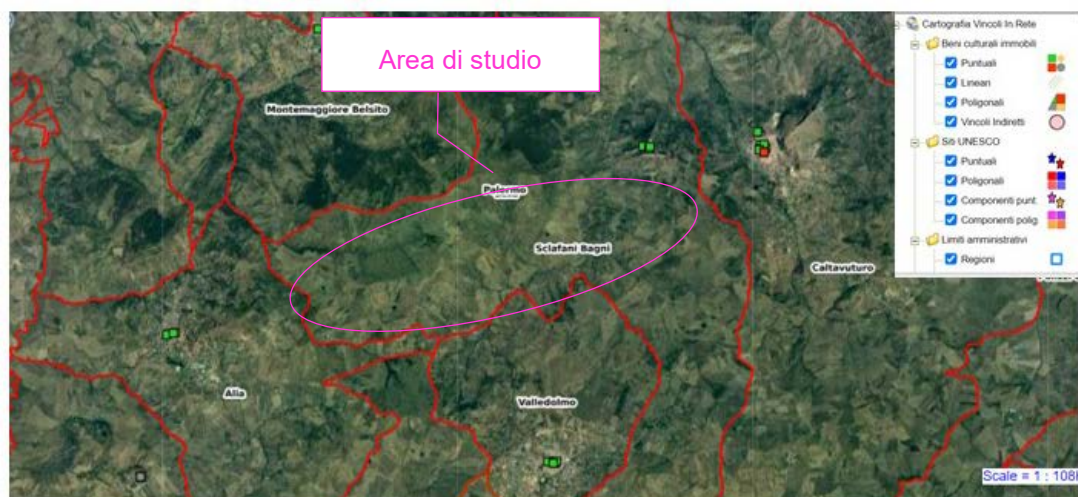 Area di studio
Cartografia Vincoli In Rete
Beni culturali immobili
Puntuali
Lineari
Poligonali
Vincoli Indiretti
Siti UNESCO
Puntuali
Poligonali
Componenti punt.
Componenti polig
Limiti amministrativi
Regioni
Montemaggiore Belsito
Palermo
Sclafani Bagni
Caltavuturo
Alia
Valledolmo
Scale = 1 : 108